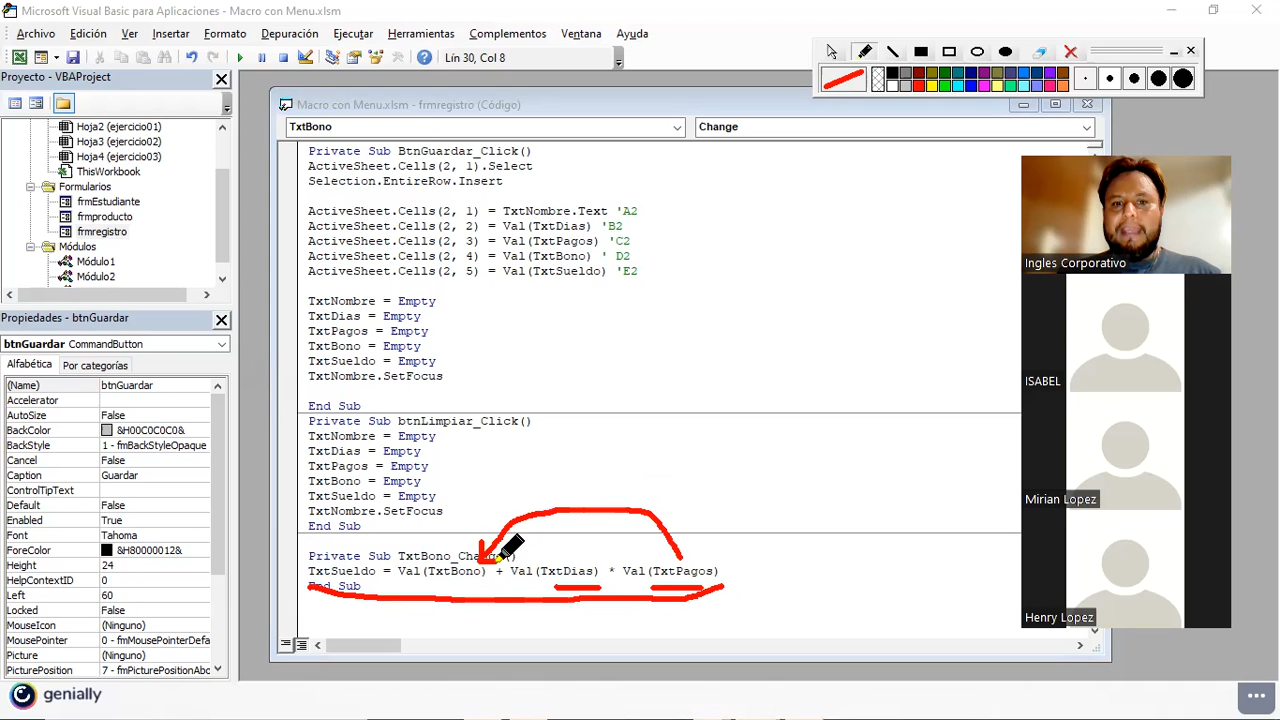 Microsoft Visual Basic para Aplicaciones - Macro con Menu.xlsm
Archivo Edición Ver Insertar Formato Depuración Ejecutar Herramientas Complementos Ventana Ayuda
Lín 30, Col 8
Proyecto - VBAProject
Hoja2 (ejercicio01)
Hoja3 (ejercicio02)
Hoja4 (ejercicio03)
ThisWorkbook
Formularios
frmEstudiante
frmproducto
frmregistro
Módulos
Módulo1
Módulo2
Propiedades - btnGuardar
btnGuardar CommandButton
Alfabética Por categorías
(Name) btnGuardar
Accelerator
AutoSize False
BackColor &H00C0C0C0&
BackStyle 1 - fmBackStyleOpaque
Cancel False
Caption Guardar
ControlTipText
Default False
Enabled True
Font Tahoma
ForeColor &H80000012&
Height 24
HelpContextID 0
Left 60
Locked False
MouseIcon (Ninguno)
MousePointer 0 - fmMousePointerDefa
Picture (Ninguno)
PicturePosition 7 - fmPicturePositionAbo
Macro con Menu.xlsm - frmregistro (Código)
TxtBono Change
Private Sub BtnGuardar_Click()
ActiveSheet.Cells(2, 1).Select
Selection.EntireRow.Insert
ActiveSheet.Cells(2, 1) = TxtNombre.Text 'A2
ActiveSheet.Cells(2, 2) = Val(TxtDias) 'B2
ActiveSheet.Cells(2, 3) = Val(TxtPagos) 'C2
ActiveSheet.Cells(2, 4) = Val(TxtBono) ' D2
ActiveSheet.Cells(2, 5) = Val(TxtSueldo) 'E2
TxtNombre = Empty
TxtDias = Empty
TxtPagos = Empty
TxtBono = Empty
TxtSueldo = Empty
TxtNombre.SetFocus
End Sub
Private Sub btnLimpiar_Click()
TxtNombre = Empty
TxtDias = Empty
TxtPagos = Empty
TxtBono = Empty
TxtSueldo = Empty
TxtNombre.SetFocus
End Sub
Private Sub TxtBono_Change()
TxtSueldo = Val(TxtBono) + Val(TxtDias) * Val(TxtPagos)
End Sub
Ingles Corporativo
ISABEL
Mirian Lopez
Henry Lopez
genially